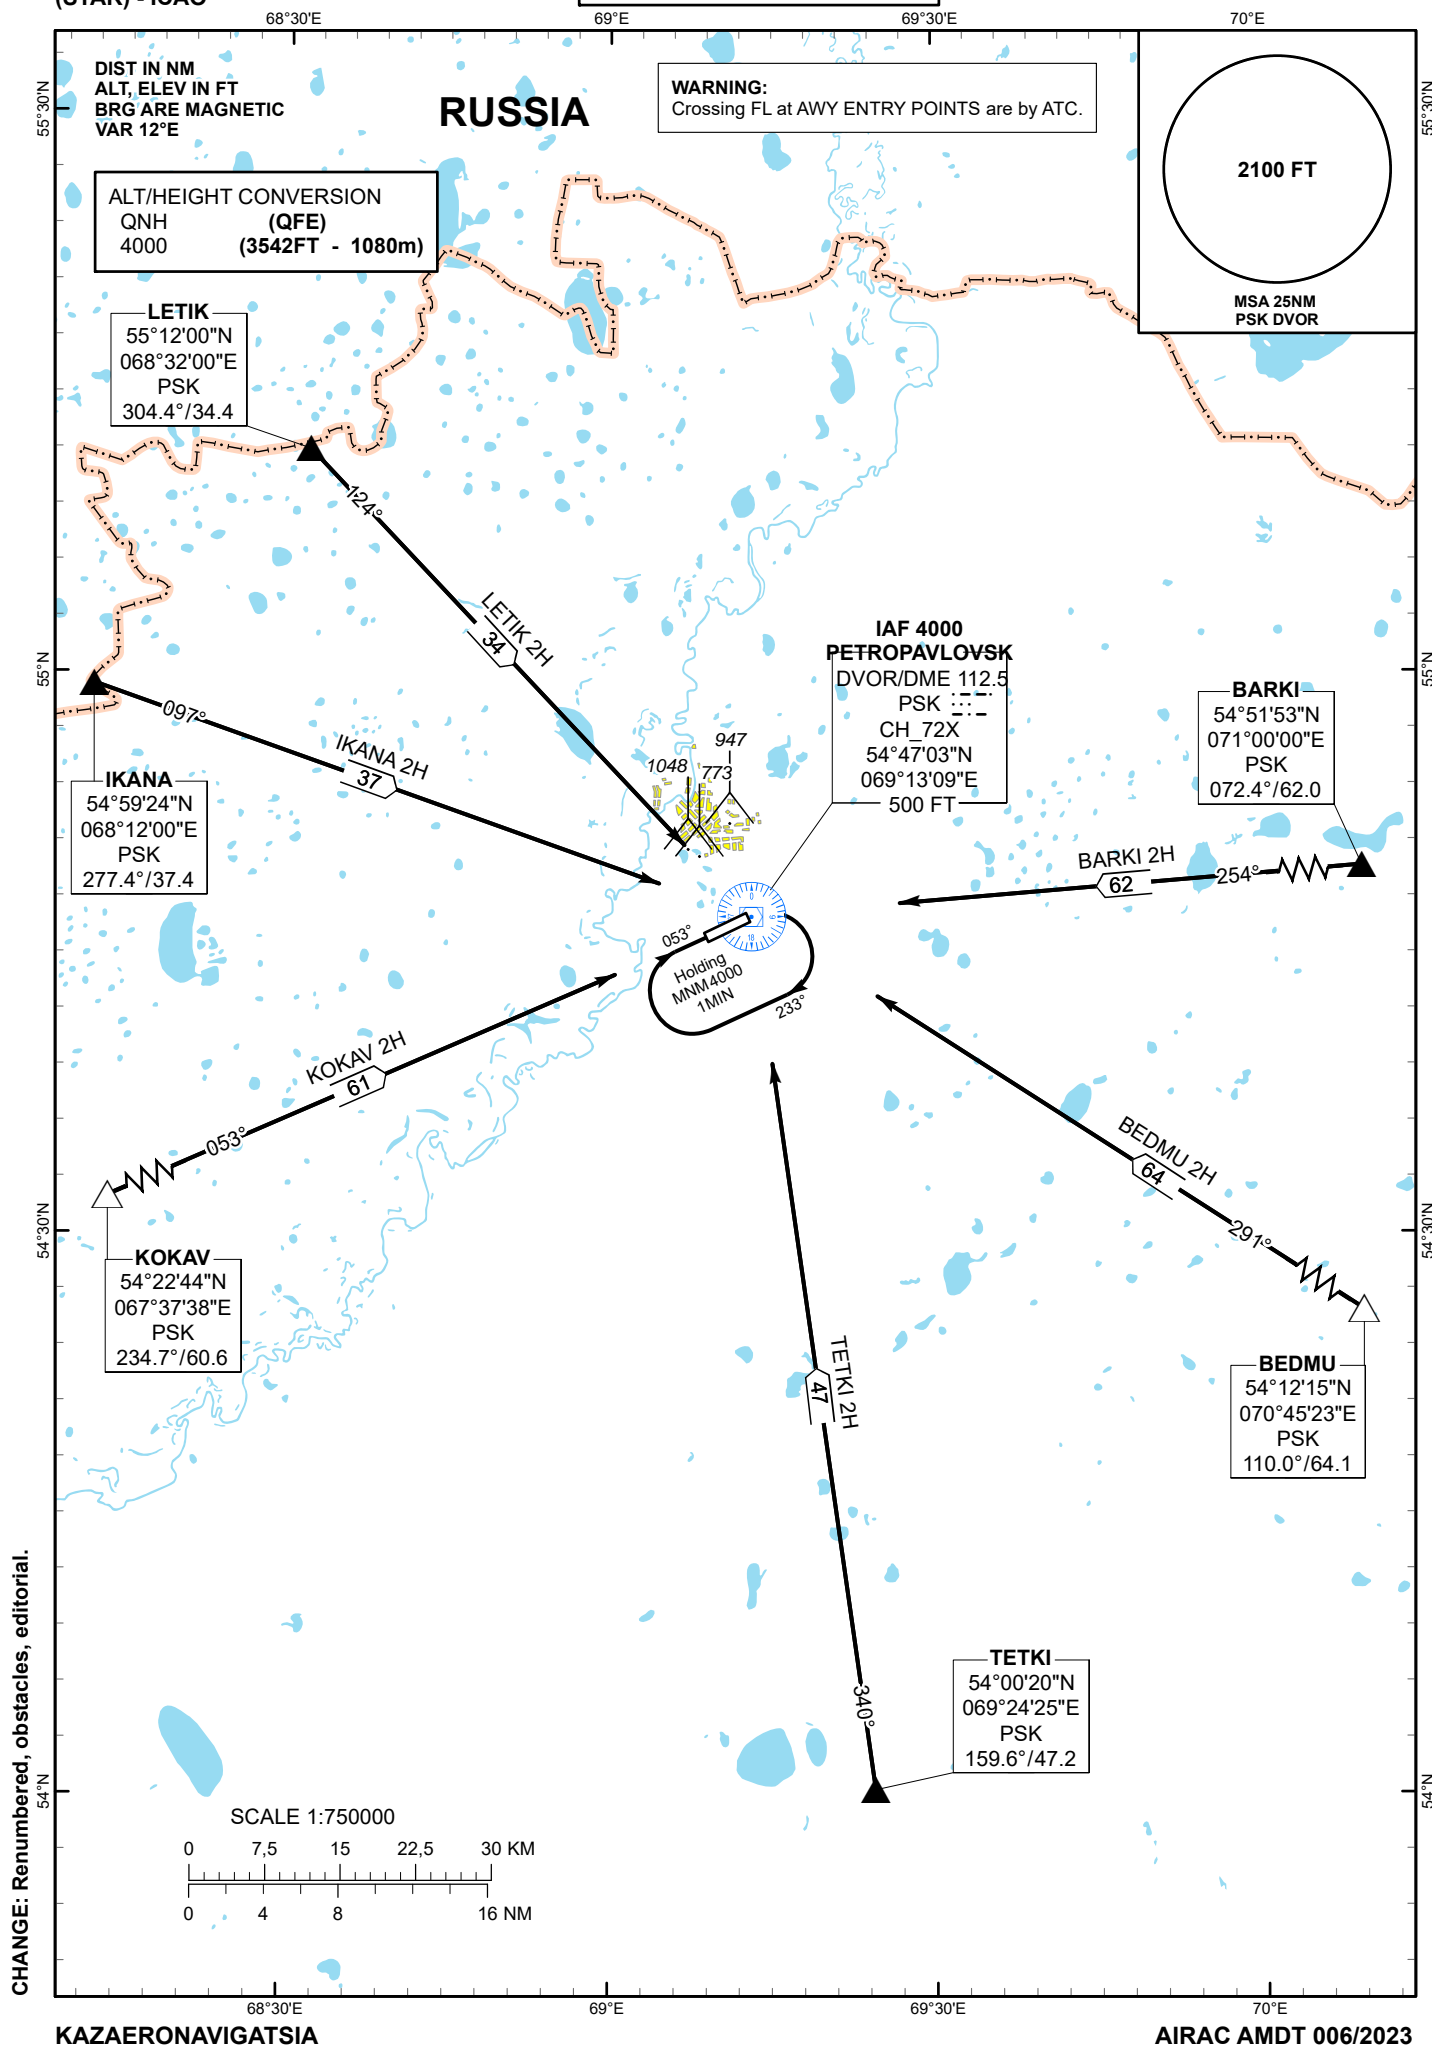 (STAR) - ICAO
68°30'E
69°E
69°30'E
70°E
55°30'N
55°30'N
DIST IN NM
ALT, ELEV IN FT
BRG ARE MAGNETIC
VAR 12°E
RUSSIA
WARNING:
Crossing FL at AWY ENTRY POINTS are by ATC.
2100 FT
MSA 25NM
PSK DVOR
ALT/HEIGHT CONVERSION
QNH (QFE)
4000 (3542FT - 1080m)
LETIK
55°12'00"N
068°32'00"E
PSK
304.4°/34.4
124°
LETIK 2H
34
55°N
55°N
097°
IKANA 2H
37
IKANA
54°59'24"N
068°12'00"E
PSK
277.4°/37.4
IAF 4000
PETROPAVLOVSK
DVOR/DME 112.5
PSK
CH_72X
54°47'03"N
069°13'09"E
500 FT
947
1048
773
BARKI
54°51'53"N
071°00'00"E
PSK
072.4°/62.0
BARKI 2H
62
254°
0
9
18
053°
Holding
MNM4000
1MIN
233°
KOKAV 2H
61
053°
BEDMU 2H
64
291°
54°30'N
54°30'N
KOKAV
54°22'44"N
067°37'38"E
PSK
234.7°/60.6
BEDMU
54°12'15"N
070°45'23"E
PSK
110.0°/64.1
TETKI 2H
47
340°
TETKI
54°00'20"N
069°24'25"E
PSK
159.6°/47.2
54°N
54°N
SCALE 1:750000
0 7,5 15 22,5 30 KM
0 4 8 16 NM
CHANGE: Renumbered, obstacles, editorial.
68°30'E
69°E
69°30'E
70°E
KAZAERONAVIGATSIA
AIRAC AMDT 006/2023